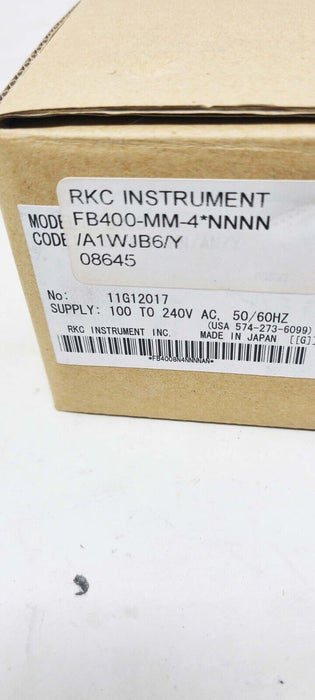 RKC INSTRUMENT
MODE FB400-MM-4*NNNN
CODE /A1WJB6/Y
08645
No: 11G12017
SUPPLY: 100 TO 240V AC, 50/60HZ
(USA 574-273-6099)
RKC INSTRUMENT INC. MADE IN JAPAN [[G]]